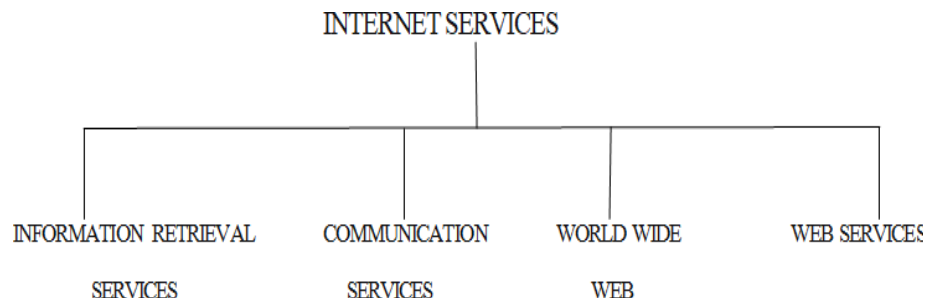 INTERNET SERVICES
INFORMATION RETRIEVAL
SERVICES
COMMUNICATION
SERVICES
WORLD WIDE
WEB
WEB SERVICES